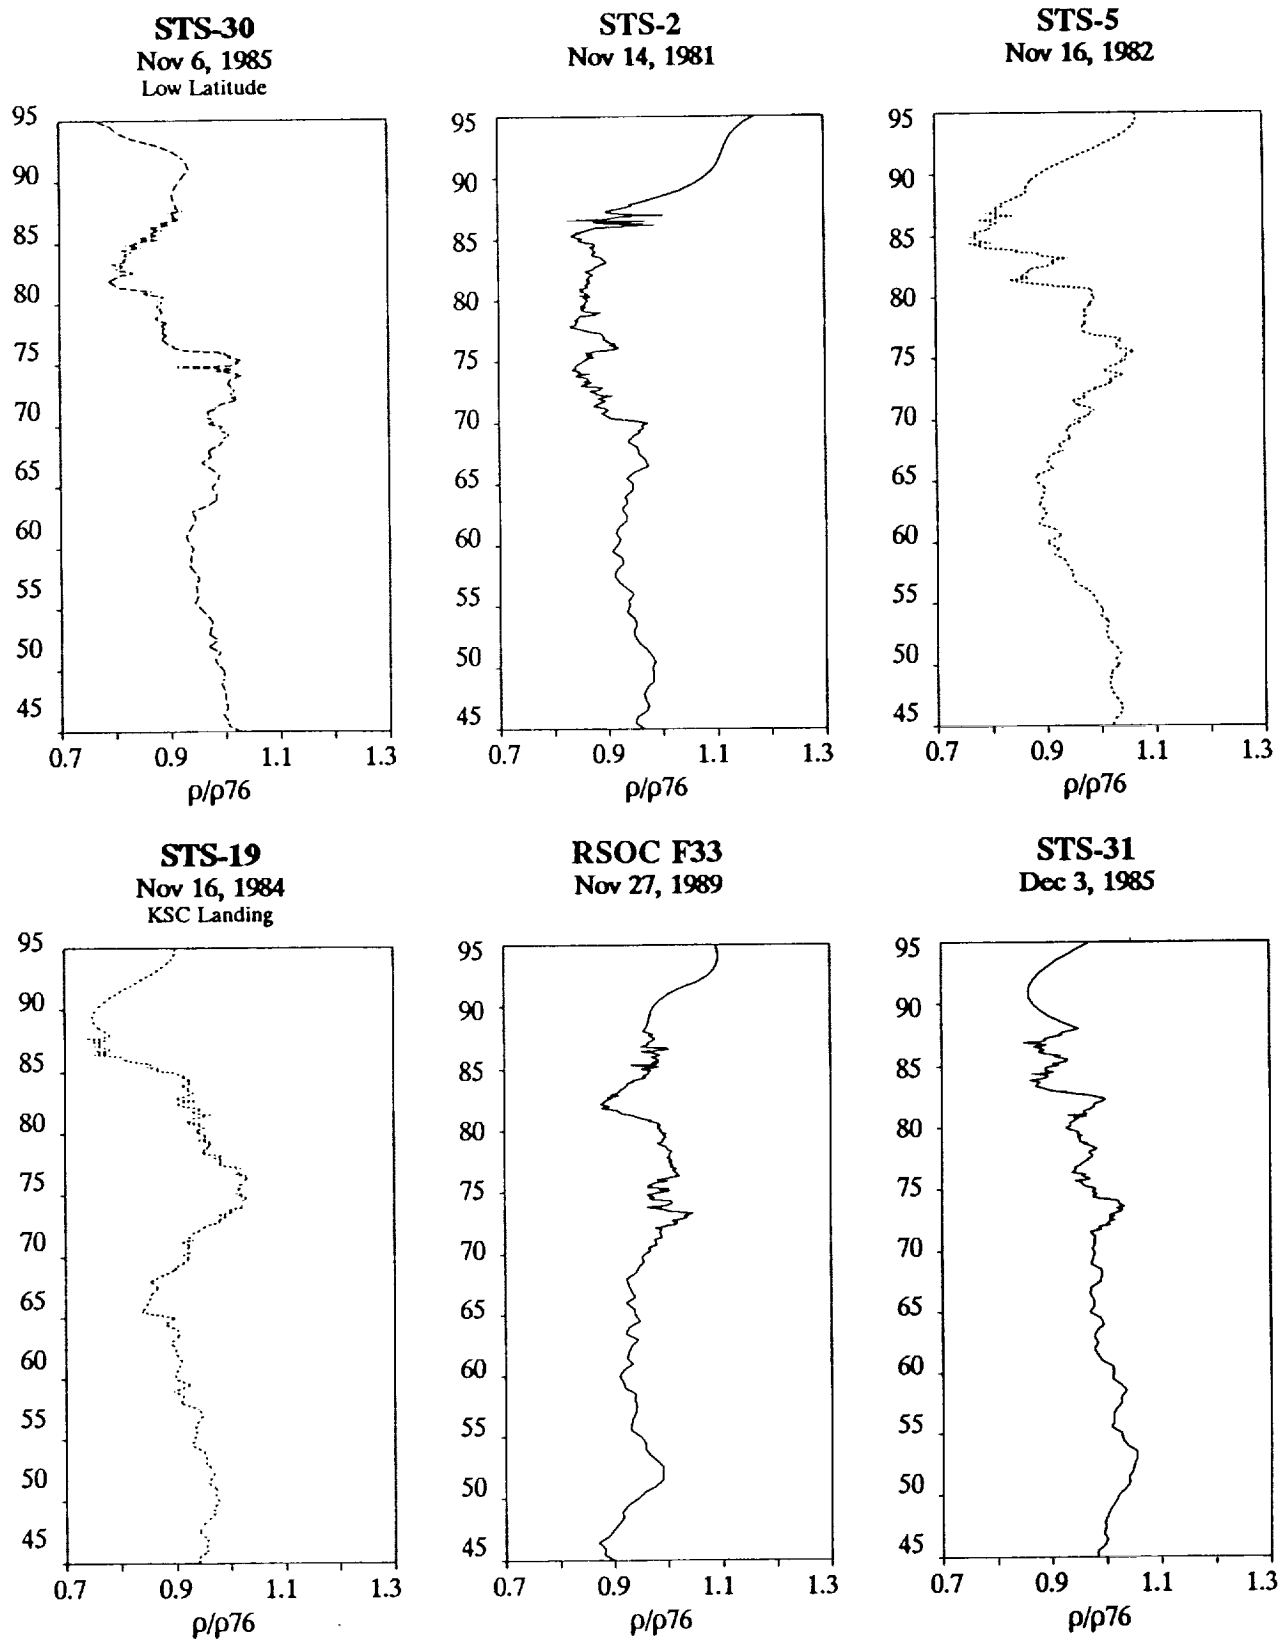 STS-30
Nov 6, 1985
Low Latitude
95
90
85
80
75
70
65
60
55
50
45
0.7 0.9 1.1 1.3
ρ/ρ76
STS-2
Nov 14, 1981
95
90
85
80
75
70
65
60
55
50
45
0.7 0.9 1.1 1.3
ρ/ρ76
STS-5
Nov 16, 1982
95
90
85
80
75
70
65
60
55
50
45
0.7 0.9 1.1 1.3
ρ/ρ76
STS-19
Nov 16, 1984
KSC Landing
95
90
85
80
75
70
65
60
55
50
45
0.7 0.9 1.1 1.3
ρ/ρ76
RSOC F33
Nov 27, 1989
95
90
85
80
75
70
65
60
55
50
45
0.7 0.9 1.1 1.3
ρ/ρ76
STS-31
Dec 3, 1985
95
90
85
80
75
70
65
60
55
50
45
0.7 0.9 1.1 1.3
ρ/ρ76